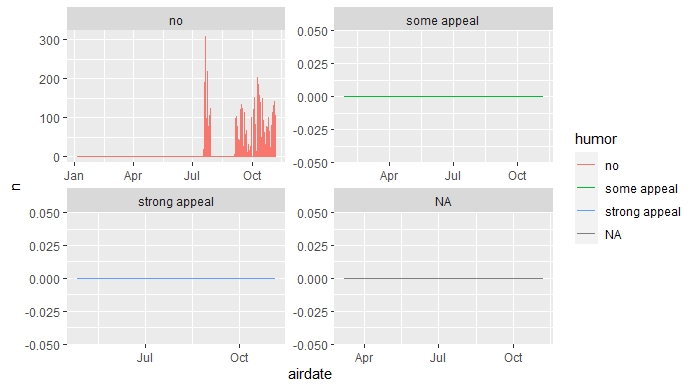 no
some appeal
300
200
100
0
Jan
Apr
Jul
Oct
0.050
0.025
0.000
-0.025
-0.050
Apr
Jul
Oct
strong appeal
NA
0.050
0.025
0.000
-0.025
-0.050
Jul
Oct
0.050
0.025
0.000
-0.025
-0.050
Apr
Jul
Oct
n
airdate
humor
no
some appeal
strong appeal
NA